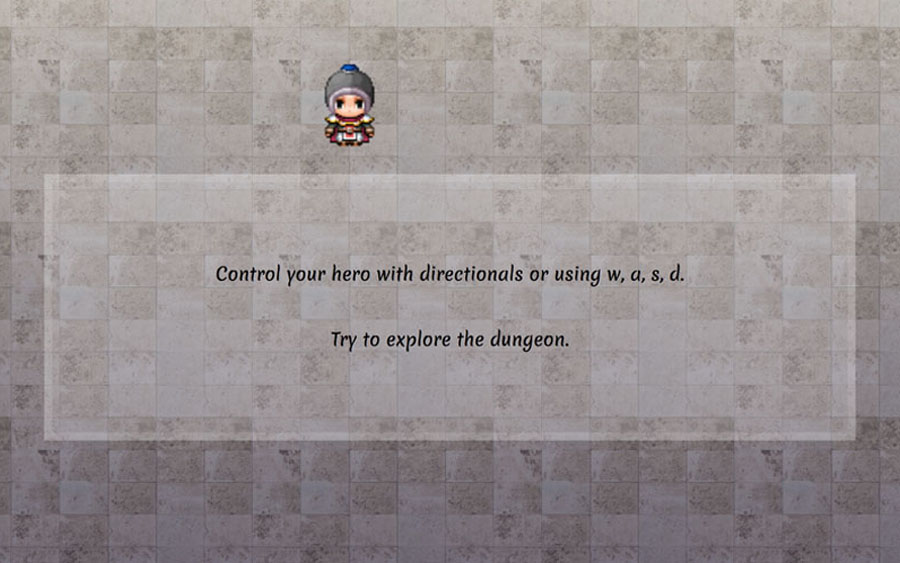 Control your hero with directionals or using w, a, s, d.
Try to explore the dungeon.